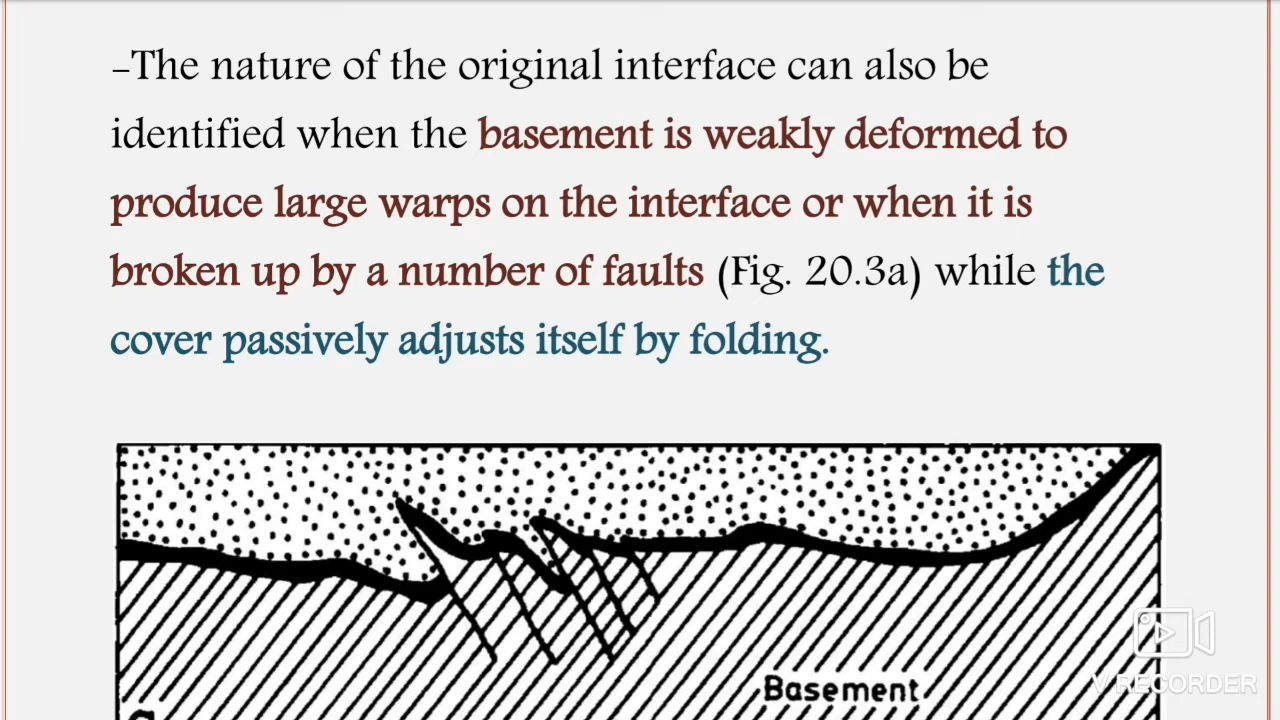 –The nature of the original interface can also be
identified when the basement is weakly deformed to
produce large warps on the interface or when it is
broken up by a number of faults (Fig. 20.3a) while the
cover passively adjusts itself by folding.
Basement
V RECORDER